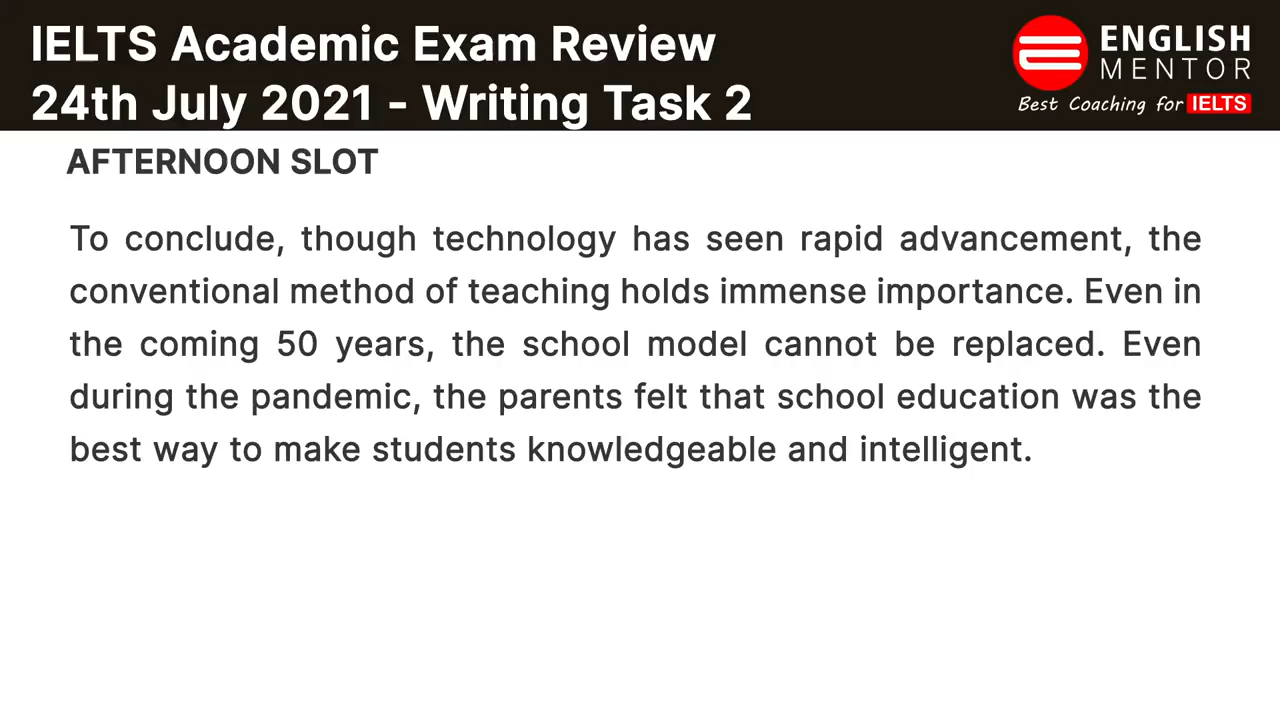 IELTS Academic Exam Review
24th July 2021 - Writing Task 2
ENGLISH
MENTOR
Best Coaching for IELTS
AFTERNOON SLOT
To conclude, though technology has seen rapid advancement, the
conventional method of teaching holds immense importance. Even in
the coming 50 years, the school model cannot be replaced. Even
during the pandemic, the parents felt that school education was the
best way to make students knowledgeable and intelligent.